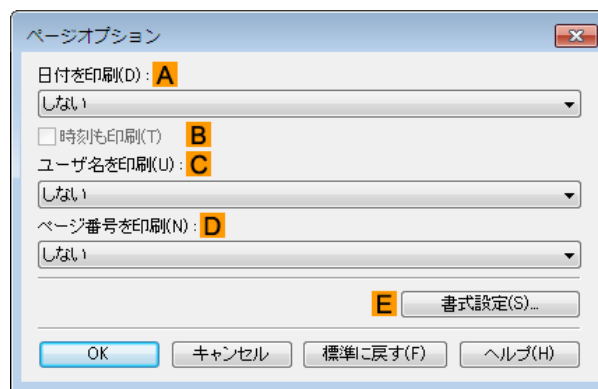 ページオプション
日付を印刷(D) : A
しない
時刻も印刷(T) B
ユーザ名を印刷(U) : C
しない
ページ番号を印刷(N) : D
しない
E 書式設定(S)...
OK キャンセル 標準に戻す(F) ヘルプ(H)